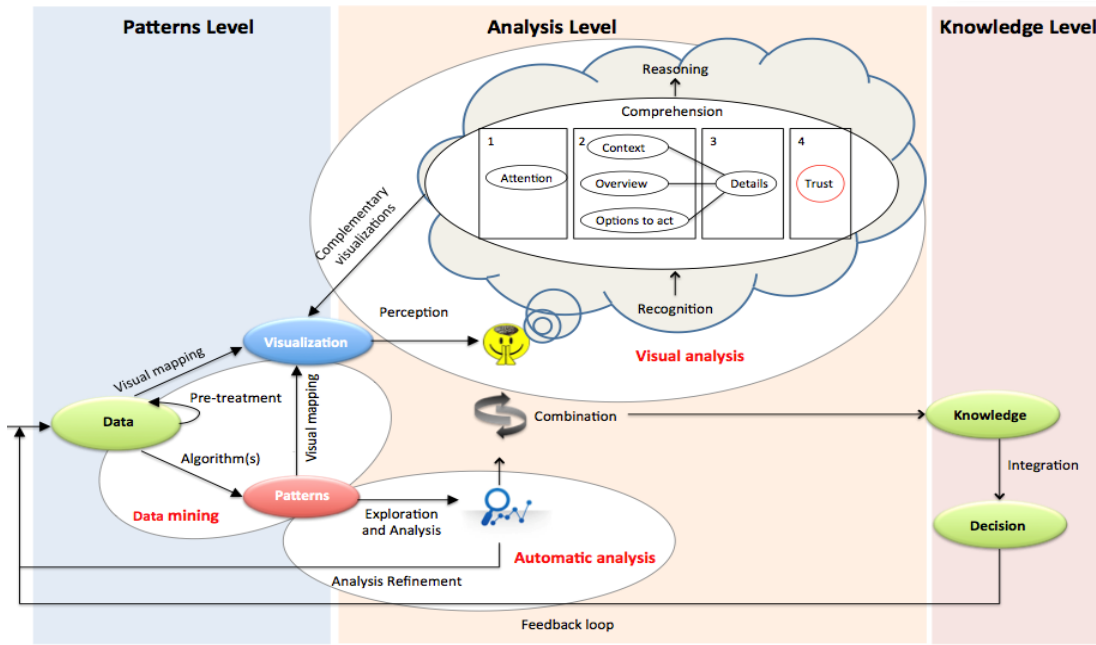 Patterns Level
Analysis Level
Knowledge Level
Reasoning
Comprehension
1
2
3
4
Attention
Context
Overview
Options to act
Details
Trust
Complementary
visualizations
Recognition
Perception
Visual analysis
Visualization
Visual mapping
Pre-treatment
Data
Visual mapping
Algorithm(s)
Patterns
Data mining
Combination
Knowledge
Integration
Decision
Exploration
and Analysis
Automatic analysis
Analysis Refinement
Feedback loop